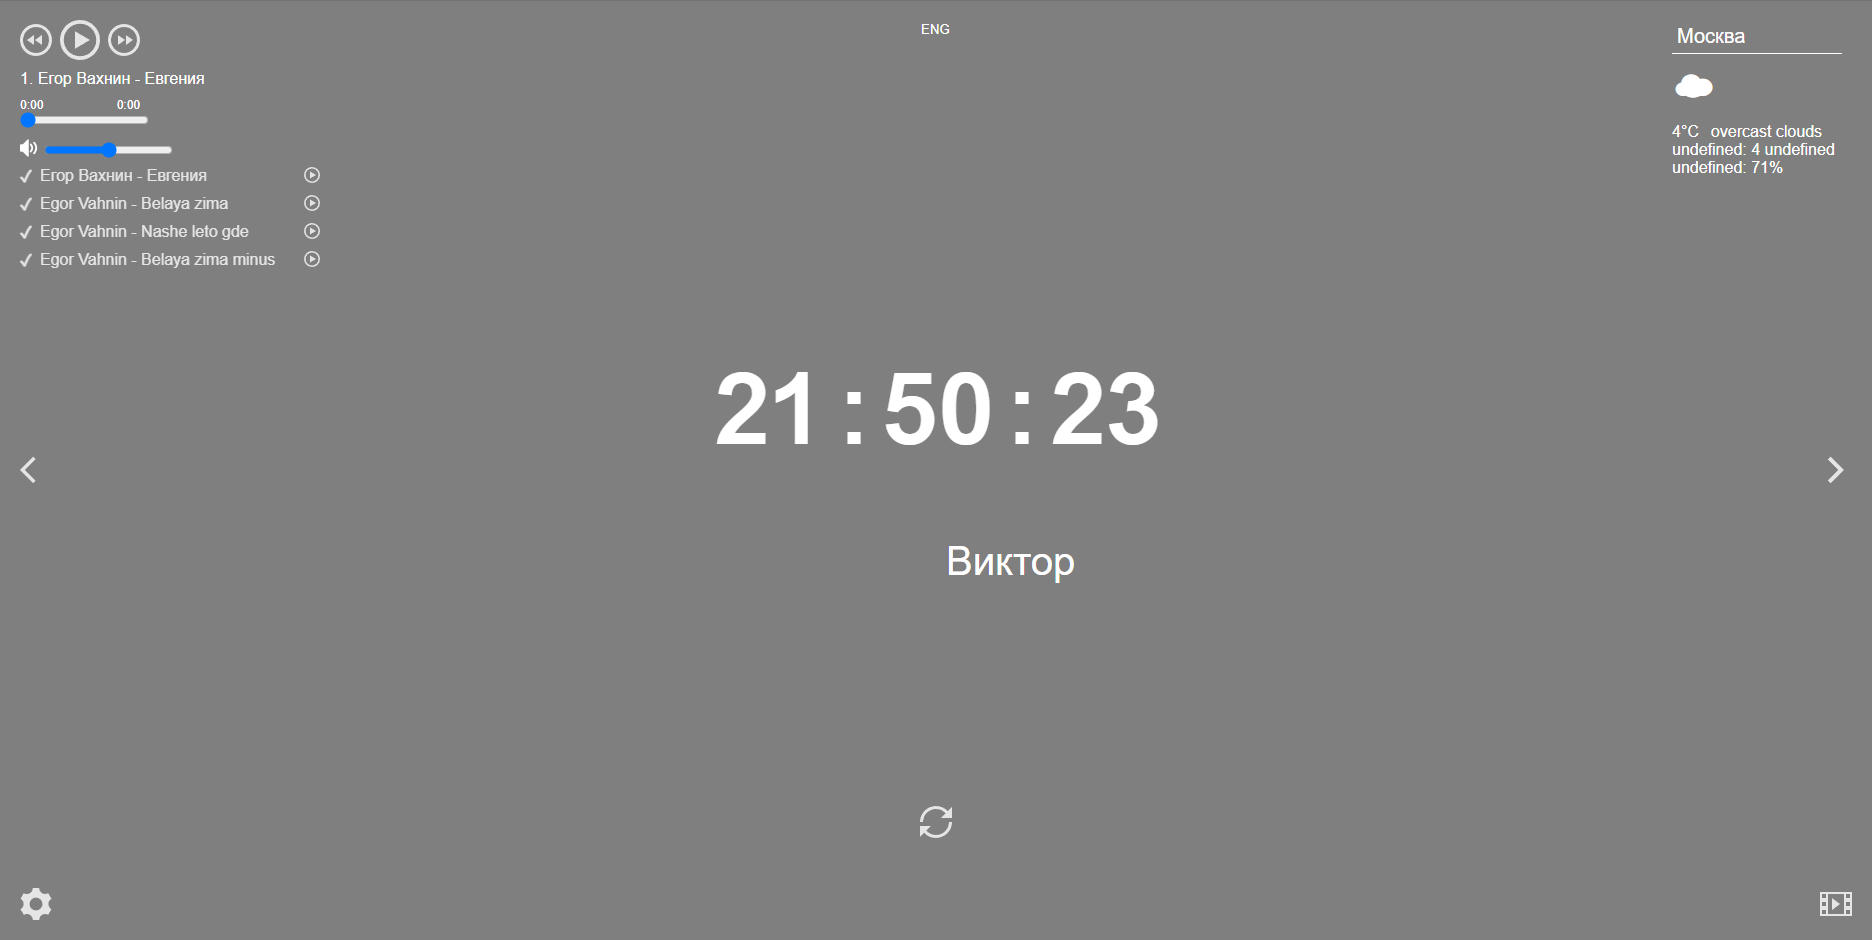 ENG
1. Егор Вахнин - Евгения
0:00 0:00
Егор Вахнин - Евгения
Egor Vahnin - Belaya zima
Egor Vahnin - Nashe leto gde
Egor Vahnin - Belaya zima minus
Москва
4°C overcast clouds
undefined: 4 undefined
undefined: 71%
21:50:23
Виктор